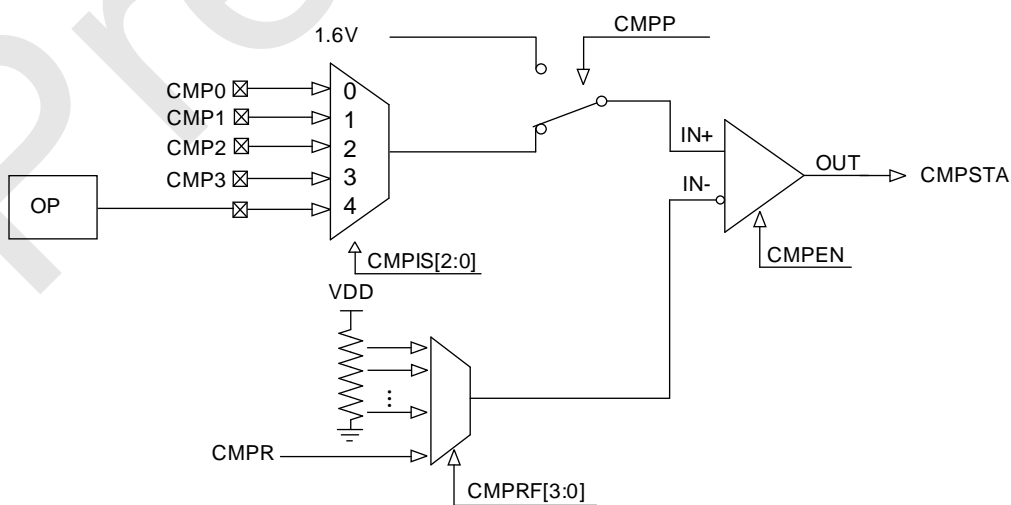 Pre
1.6V
CMPP
CMP0
0
CMP1
1
CMP2
2
CMP3
3
OP
4
IN+
IN-
OUT
CMPSTA
CMPEN
CMPIS[2:0]
VDD
CMPR
CMPRF[3:0]